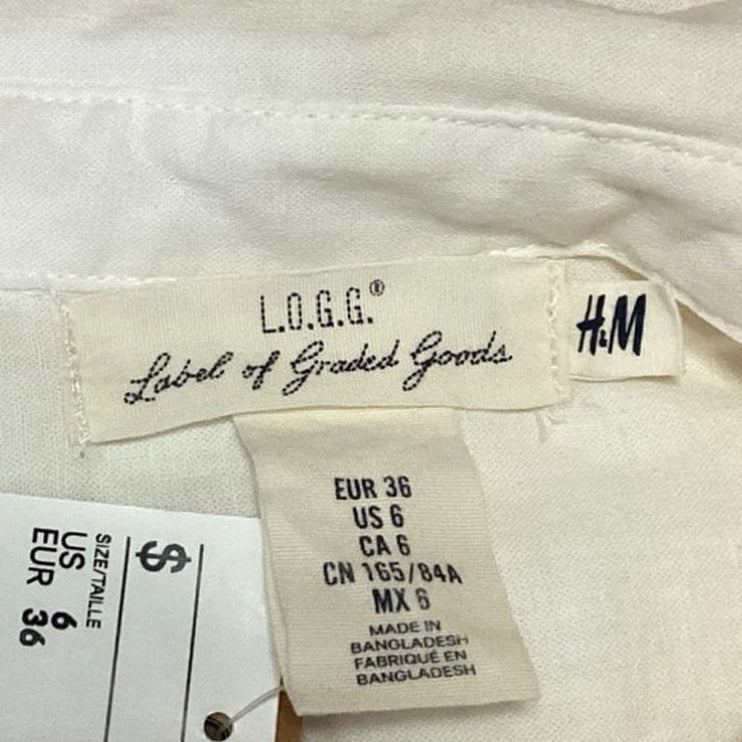 L.O.G.G.®
Label of Graded Goods
H&M
EUR 36
US 6
CA 6
CN 165/84A
MX 6
MADE IN
BANGLADESH
FABRIQUÉ EN
BANGLADESH
SIZE/TAILLE
US 6
EUR 36
$